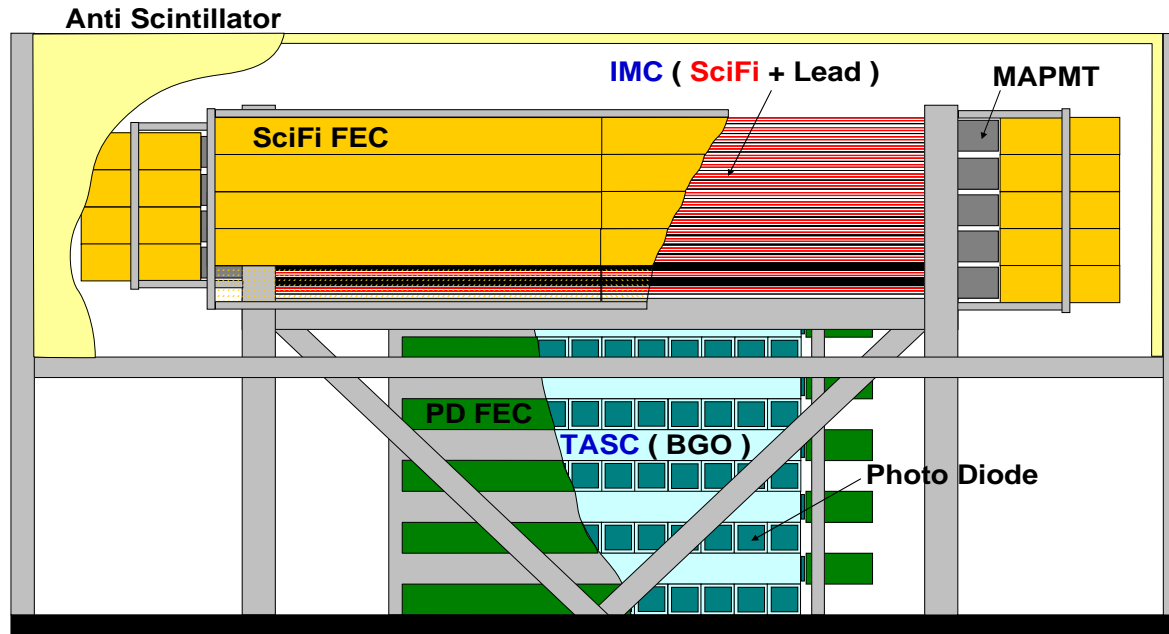 Anti Scintillator
IMC ( SciFi + Lead )
MAPMT
SciFi FEC
PD FEC
TASC ( BGO )
Photo Diode